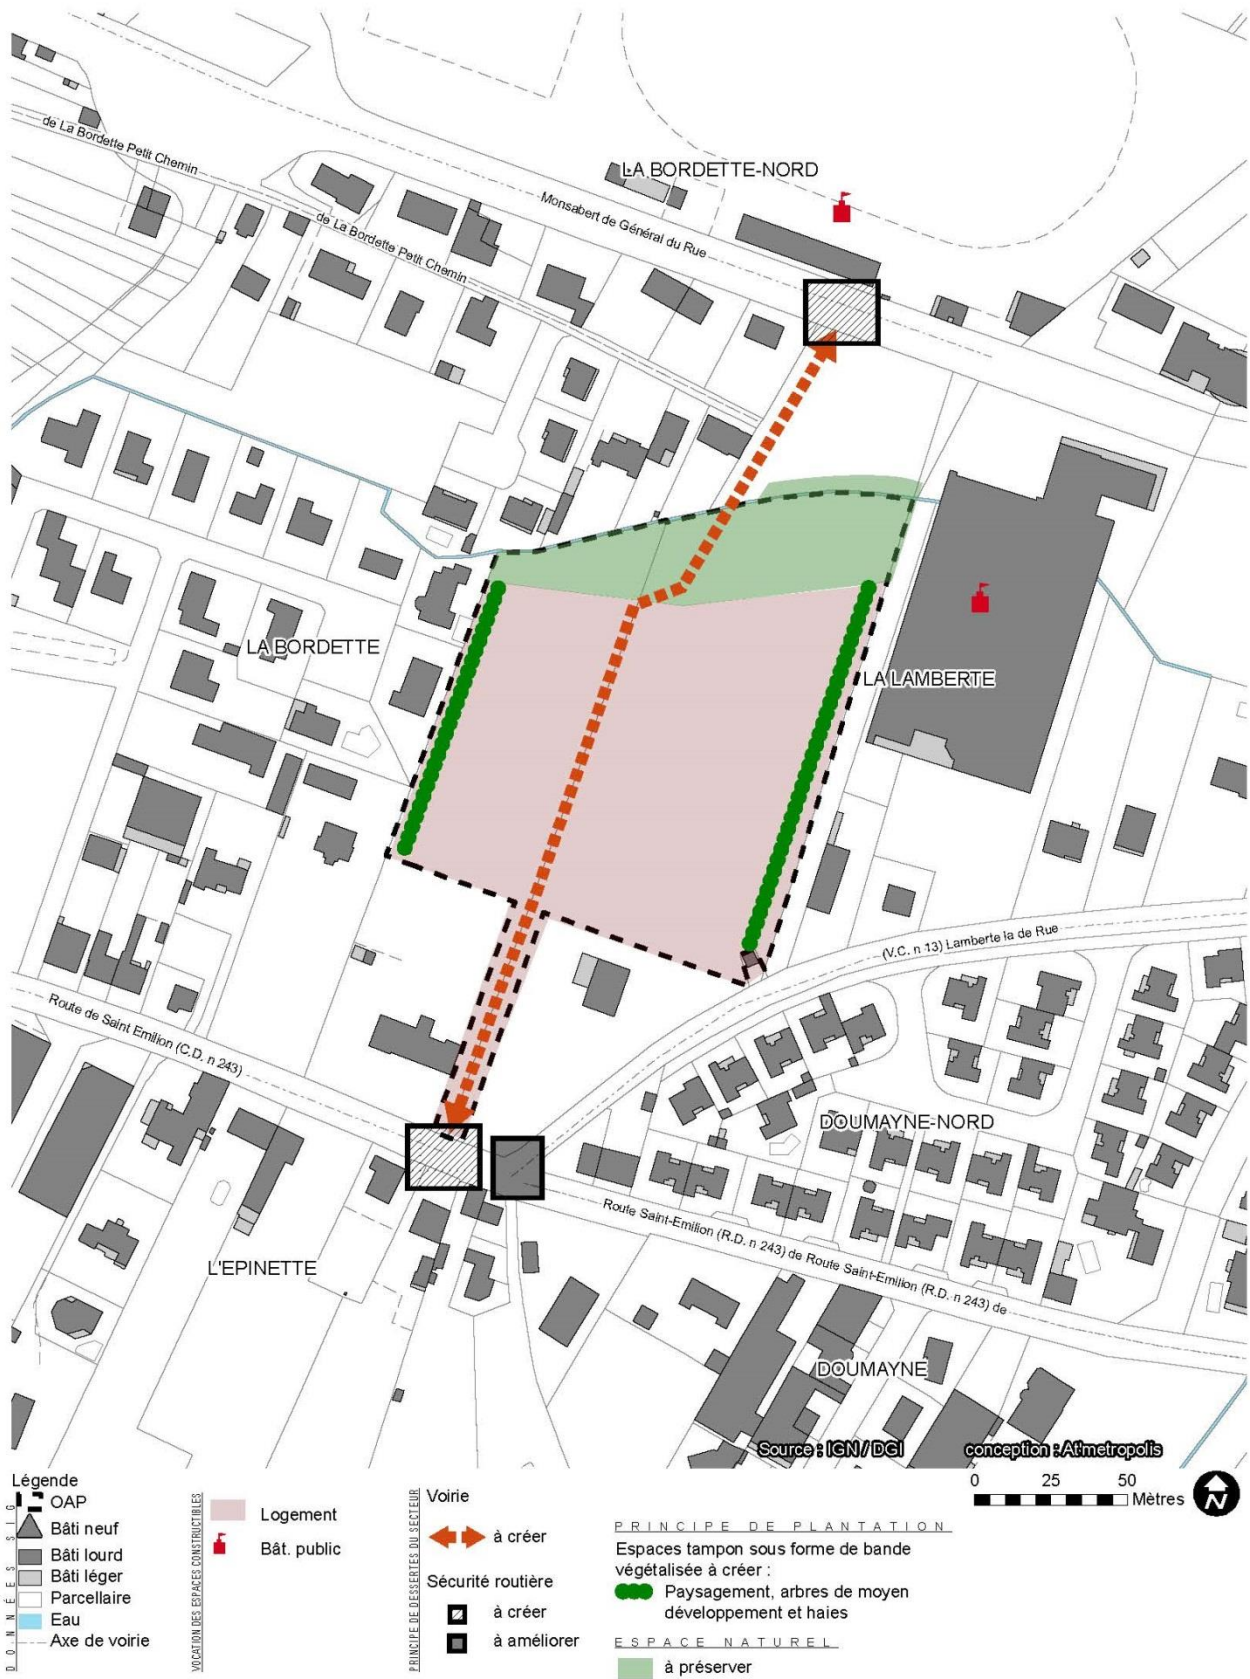 de La Bordette Petit Chemin
LA BORDETTE-NORD
Monsabert de Général du Rue
de La Bordette Petit Chemin
LA BORDETTE
LA LAMBERTE
(V.C. n 13) Lamberte la de Rue
Route de Saint Emilion (C.D. n 243)
DOUMAYNE-NORD
Route Saint-Emilion (R.D. n 243) de Route Saint-Emilion (R.D. n 243) de
L'EPINETTE
DOUMAYNE
Source : IGN / DGI
conception : At'metropolis
0 25 50
Mètres
N
Légende
DONNÉES SIG
OAP
Bâti neuf
Bâti lourd
Bâti léger
Parcellaire
Eau
Axe de voirie
VOCATION DES ESPACES CONSTRUCTIBLES
Logement
Bât. public
PRINCIPE DE DESSERTES DU SECTEUR
Voirie
à créer
Sécurité routière
à créer
à améliorer
PRINCIPE DE PLANTATION
Espaces tampon sous forme de bande
végétalisée à créer :
Paysagement, arbres de moyen
développement et haies
ESPACE NATUREL
à préserver